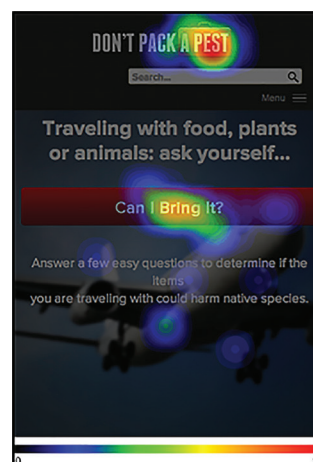 DON'T PACK A PEST
Search...
Menu
Traveling with food, plants
or animals: ask yourself...
Can I Bring It?
Answer a few easy questions to determine if the
items
you are traveling with could harm native species.
0